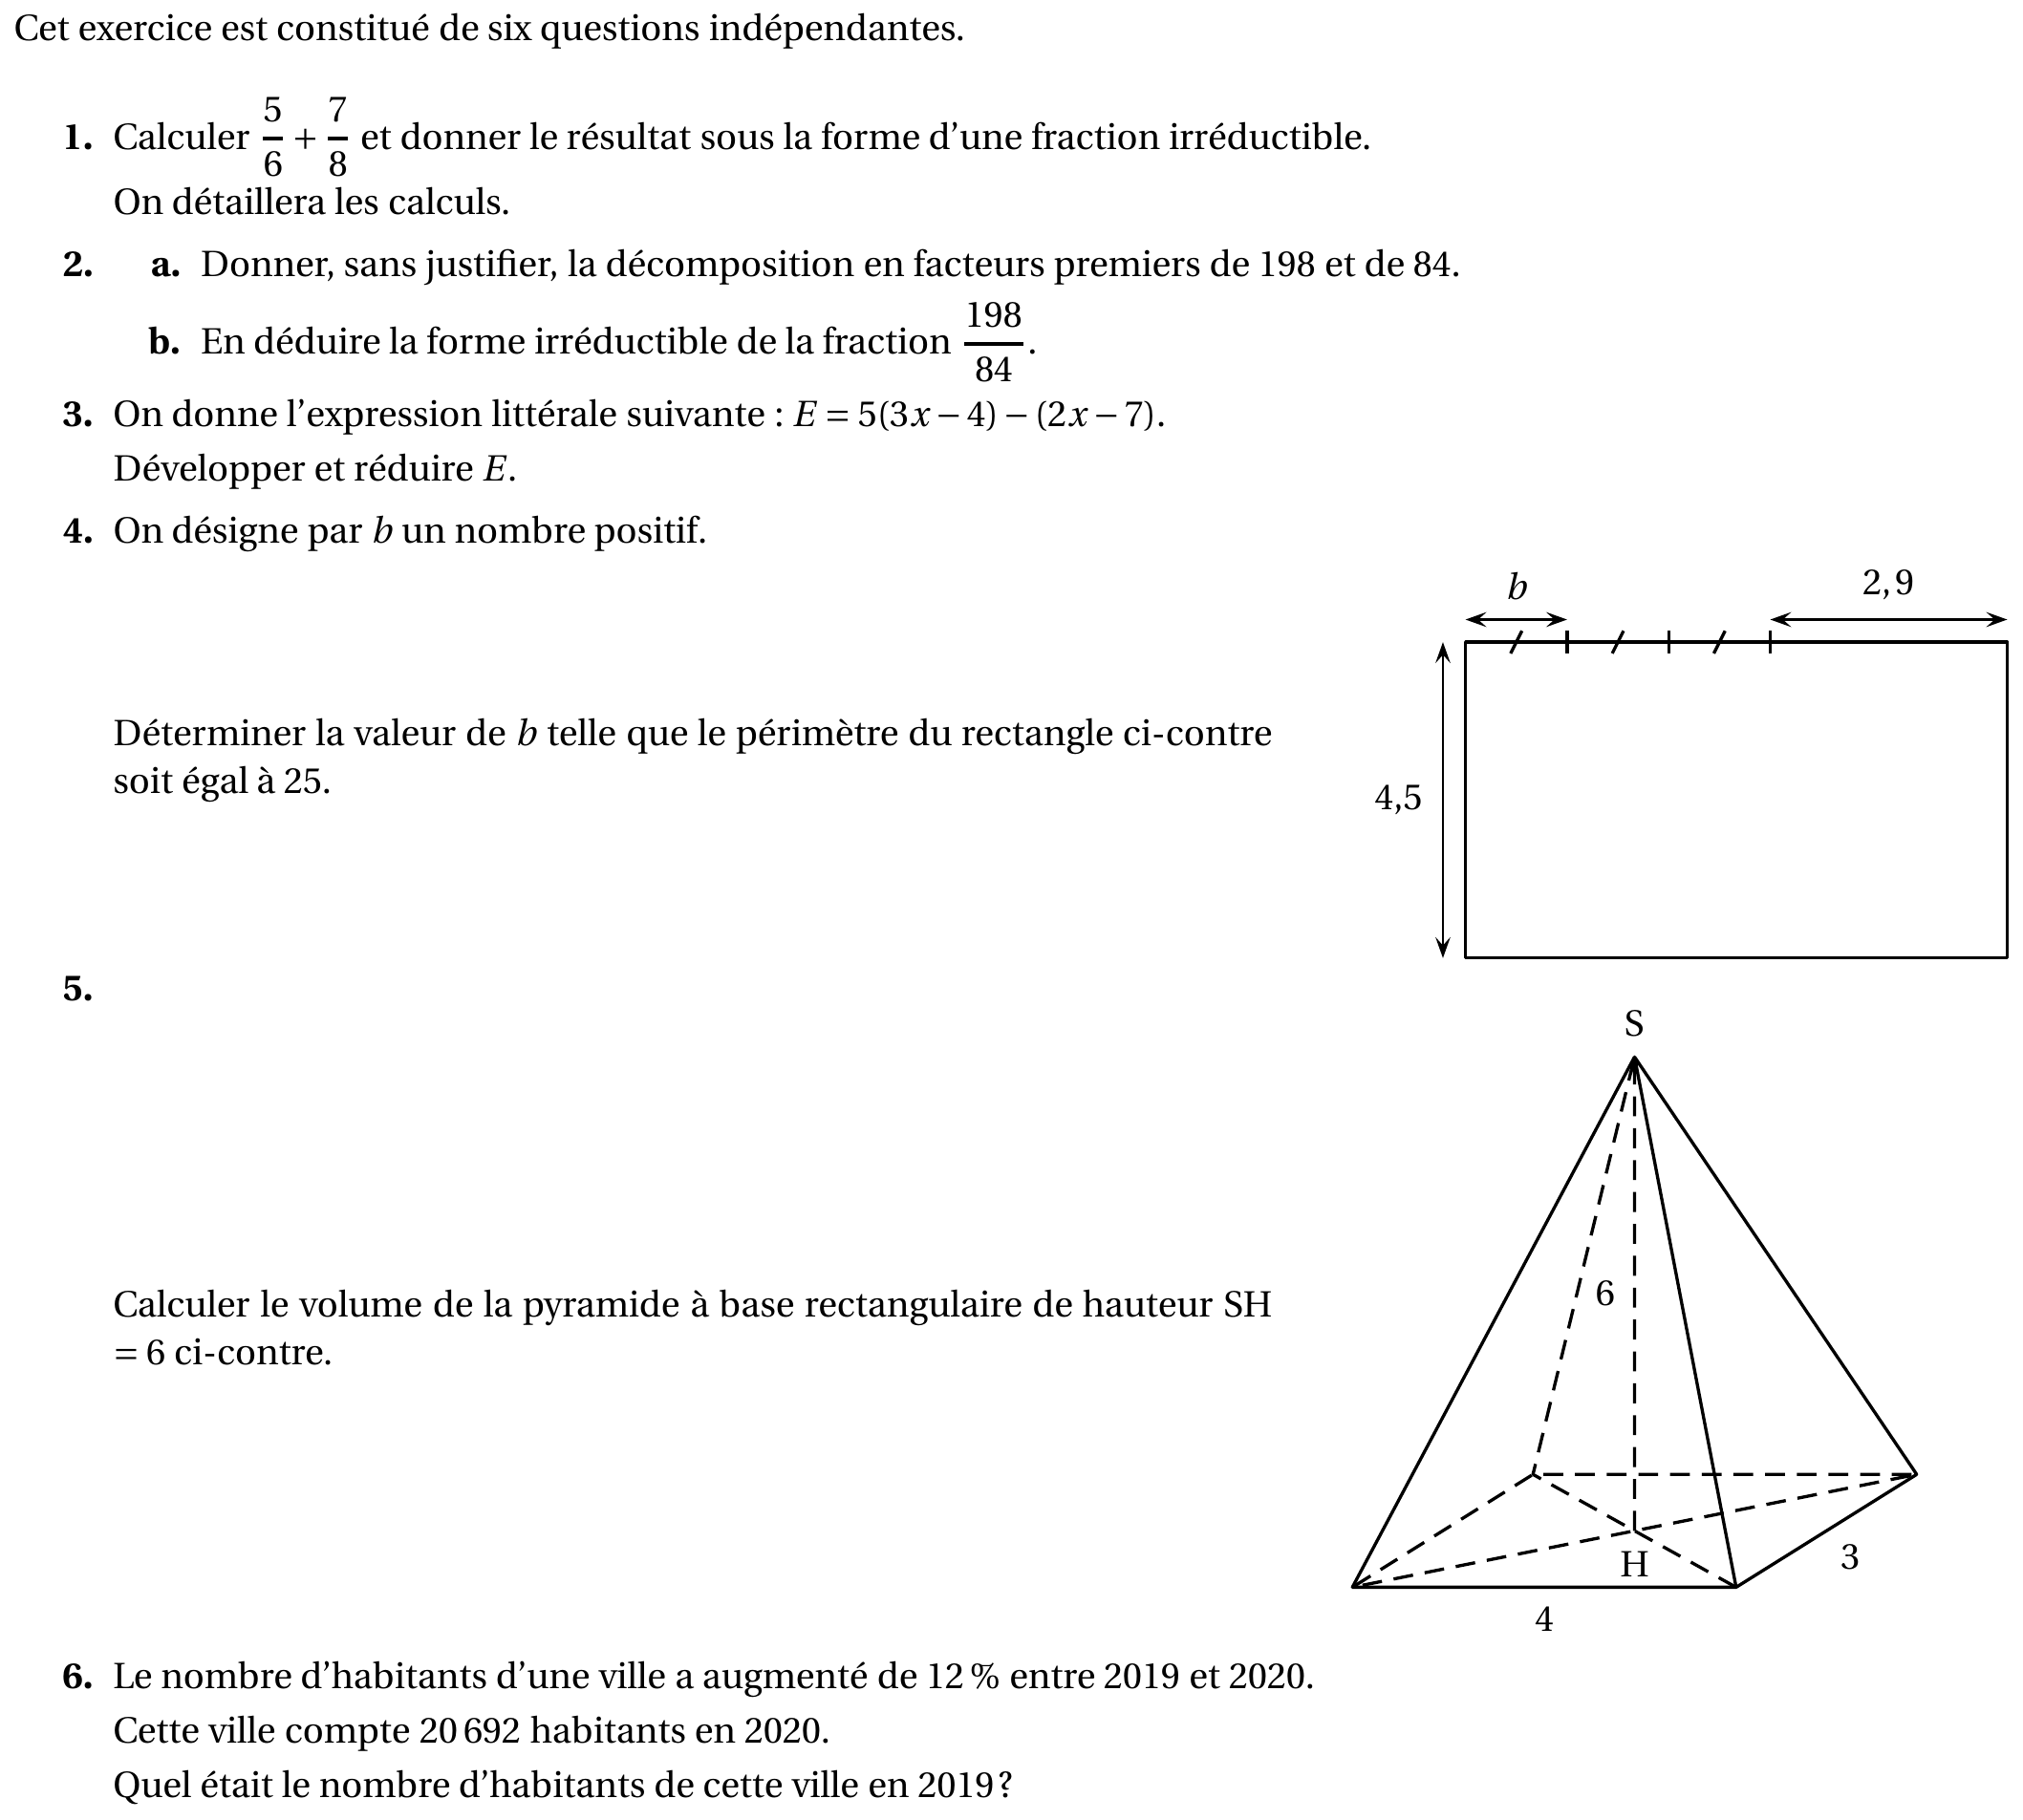 Cet exercice est constitué de six questions indépendantes.
1. Calculer 5/6 + 7/8 et donner le résultat sous la forme d'une fraction irréductible.
On détaillera les calculs.
2. a. Donner, sans justifier, la décomposition en facteurs premiers de 198 et de 84.
b. En déduire la forme irréductible de la fraction 198/84.
3. On donne l'expression littérale suivante : E = 5(3x − 4) − (2x − 7).
Développer et réduire E.
4. On désigne par b un nombre positif.
b 2,9
Déterminer la valeur de b telle que le périmètre du rectangle ci-contre
soit égal à 25.
4,5
5.
S
6
Calculer le volume de la pyramide à base rectangulaire de hauteur SH
= 6 ci-contre.
H 3
4
6. Le nombre d'habitants d'une ville a augmenté de 12 % entre 2019 et 2020.
Cette ville compte 20 692 habitants en 2020.
Quel était le nombre d'habitants de cette ville en 2019 ?